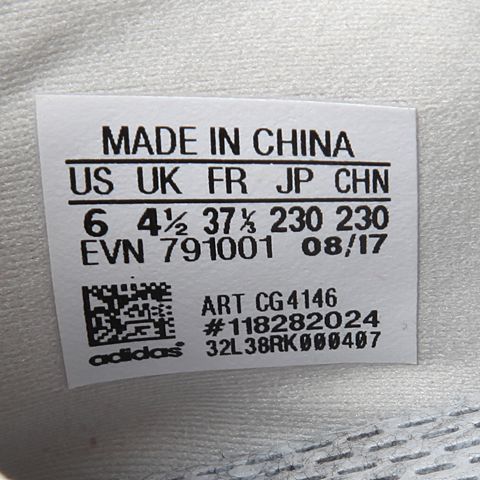 MADE IN CHINA
US UK FR JP CHN
6 4½ 37⅓ 230 230
EVN 791001 08/17
ART CG4146
#118282024
adidas 32L38RK000407